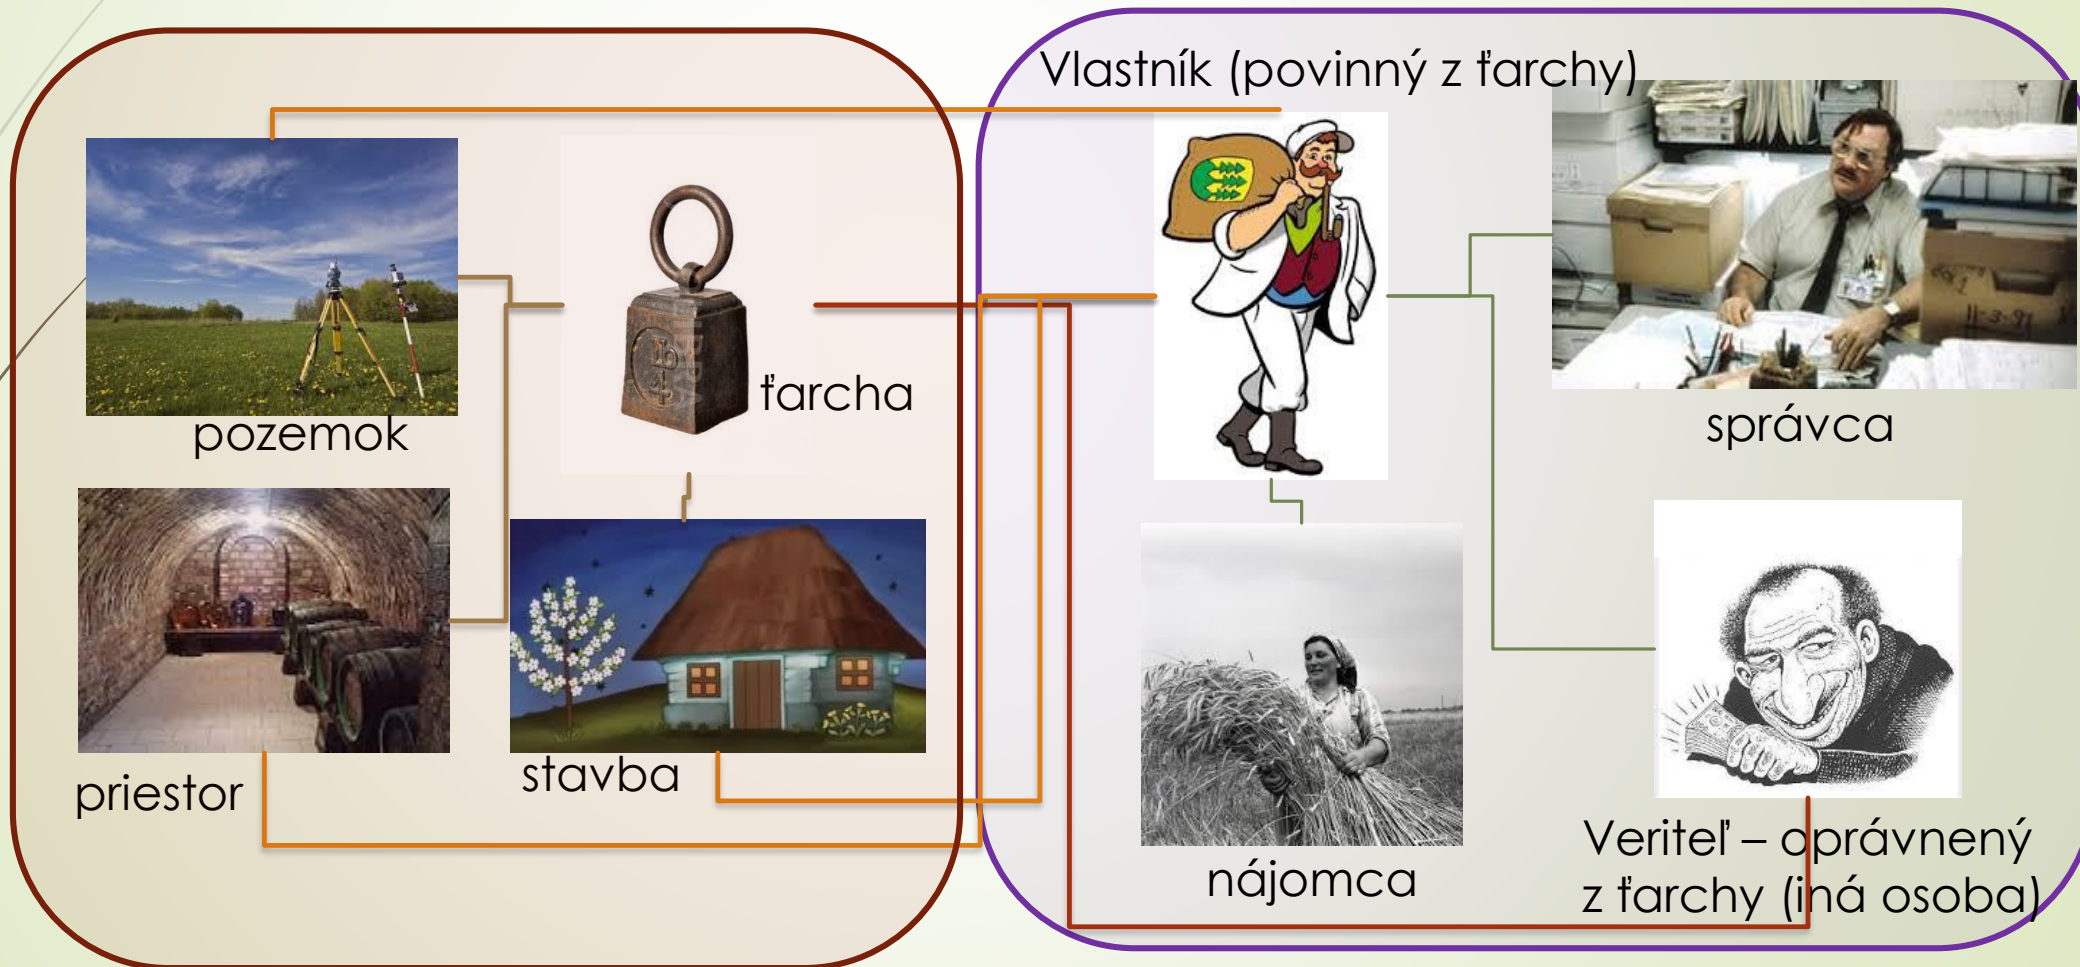 Vlastník (povinný z ťarchy)
ťarcha
pozemok
správca
priestor
stavba
nájomca
Veriteľ – oprávnený
z ťarchy (iná osoba)